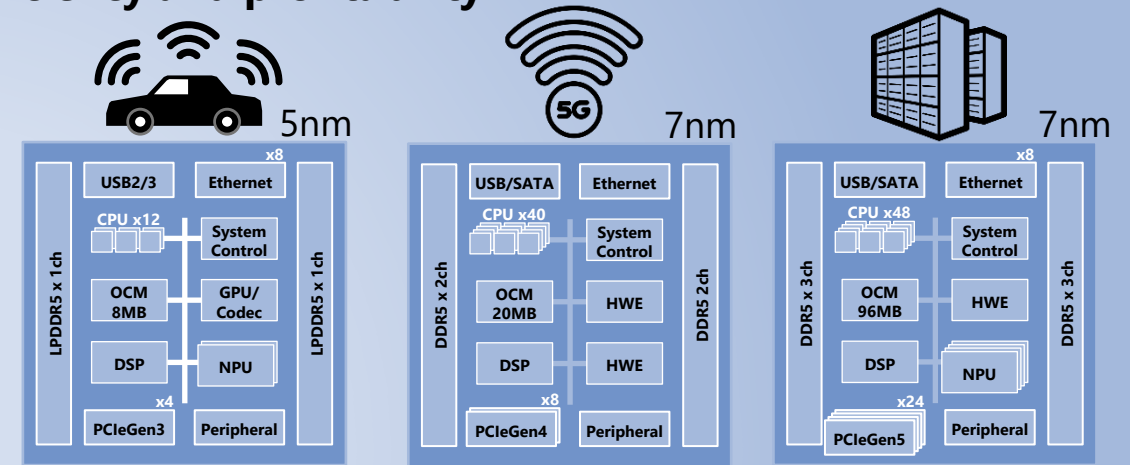 5nm
x8
USB2/3
Ethernet
CPU x12
System
Control
LPDDR5 x 1ch
LPDDR5 x 1ch
OCM
8MB
GPU/
Codec
DSP
NPU
x4
PCIeGen3
Peripheral
5G
7nm
USB/SATA
Ethernet
CPU x40
System
Control
DDR5 x 2ch
DDR5 2ch
OCM
20MB
HWE
DSP
HWE
x8
PCIeGen4
Peripheral
7nm
x8
USB/SATA
Ethernet
CPU x48
System
Control
DDR5 x 3ch
DDR5 x 3ch
OCM
96MB
HWE
DSP
NPU
x24
PCIeGen5
Peripheral